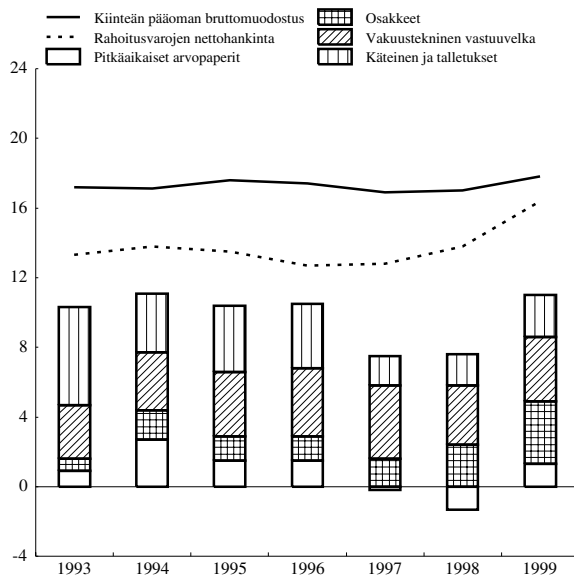 Kiinteän pääoman bruttomuodostus
Rahoitusvarojen nettohankinta
Pitkäaikaiset arvopaperit
Osakkeet
Vakuustekninen vastuuvelka
Käteinen ja talletukset
24
20
16
12
8
4
0
-4
1993 1994 1995 1996 1997 1998 1999